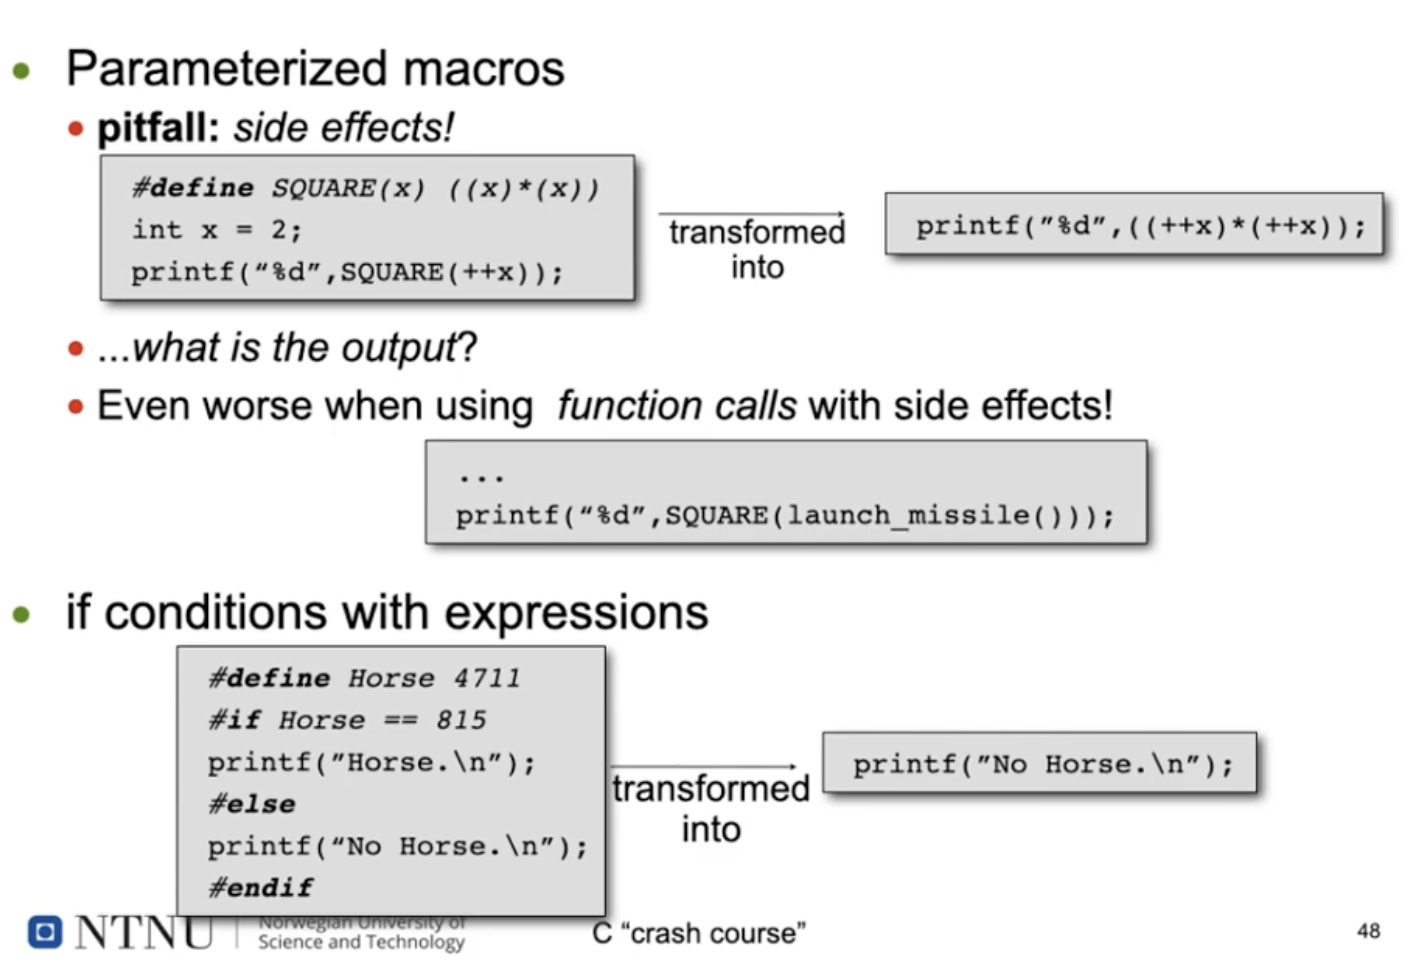 Parameterized macros
pitfall: side effects!
#define SQUARE(x) ((x)*(x))
int x = 2;
printf(“%d”,SQUARE(++x));
transformed
into
printf(”%d”,((++x)*(++x));
...what is the output?
Even worse when using function calls with side effects!
...
printf(“%d”,SQUARE(launch_missile()));
if conditions with expressions
#define Horse 4711
#if Horse == 815
printf(”Horse.\n”);
#else
printf(“No Horse.\n”);
#endif
transformed
into
printf(”No Horse.\n”);
NTNU
Norwegian University of
Science and Technology
C “crash course”
48